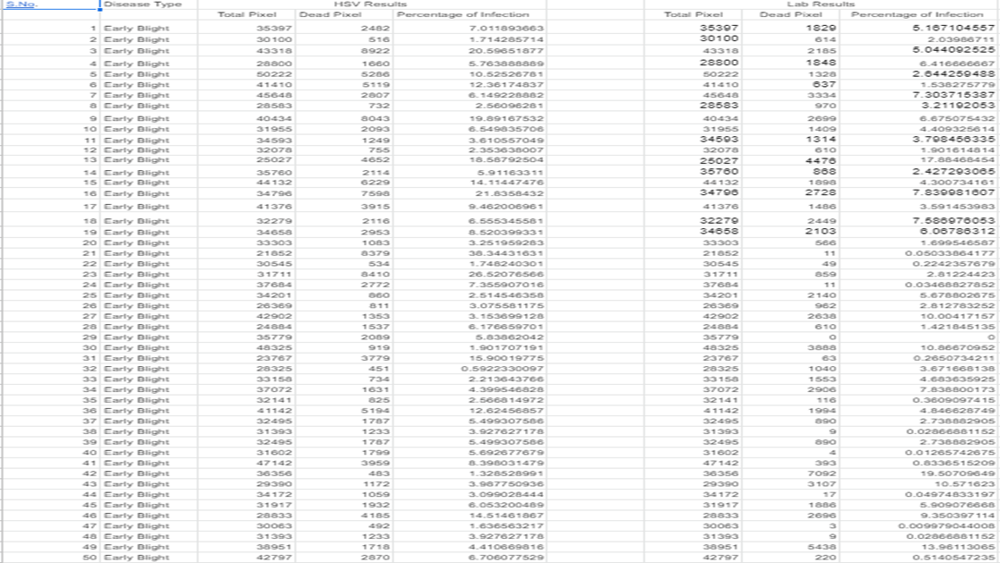 S.No. Disease Type HSV Results Lab Results
Total Pixel Dead Pixel Percentage of Infection Total Pixel Dead Pixel Percentage of Infection
1 Early Blight 35397 2482 7.011893663 35397 1829 5.167104557
2 Early Blight 30100 516 1.714285714 30100 614 2.03986711
3 Early Blight 43318 8922 20.59651877 43318 2185 5.044092525
4 Early Blight 28800 1660 5.763888889 28800 1848 6.416666667
5 Early Blight 50222 5286 10.52526781 50222 1328 2.644259488
6 Early Blight 41410 5119 12.36174837 41410 637 1.538275779
7 Early Blight 45648 2807 6.149228882 45648 3334 7.303715387
8 Early Blight 28583 732 2.56096281 28583 970 3.21192053
9 Early Blight 40434 8043 19.89167532 40434 2699 6.675075432
10 Early Blight 31955 2093 6.549835706 31955 1409 4.409325614
11 Early Blight 34593 1249 3.610557049 34593 1314 3.798456335
12 Early Blight 32078 755 2.353638007 32078 610 1.901614814
13 Early Blight 25027 4652 18.58792504 25027 4476 17.88468454
14 Early Blight 35760 2114 5.91163311 35760 868 2.427293065
15 Early Blight 44132 6229 14.11447476 44132 1898 4.300734161
16 Early Blight 34796 7598 21.8358432 34796 2728 7.839981607
17 Early Blight 41376 3915 9.462006961 41376 1486 3.591453983
18 Early Blight 32279 2116 6.555345581 32279 2449 7.586976053
19 Early Blight 34658 2953 8.520399331 34658 2103 6.06786312
20 Early Blight 33303 1083 3.251959283 33303 566 1.699546587
21 Early Blight 21852 8379 38.34431631 21852 11 0.05033864177
22 Early Blight 30545 534 1.748240301 30545 49 0.2242357679
23 Early Blight 31711 8410 26.52076566 31711 859 2.81224423
24 Early Blight 37684 2772 7.355907016 37684 11 0.03468827852
25 Early Blight 34201 860 2.514546358 34201 2140 5.678802675
26 Early Blight 26369 811 3.075581175 26369 962 2.812783252
27 Early Blight 42902 1353 3.153699128 42902 2638 10.00417157
28 Early Blight 24884 1537 6.176659701 24884 610 1.421845135
29 Early Blight 35779 2089 5.83862042 35779 0 0
30 Early Blight 48325 919 1.901707191 48325 3888 10.86670952
31 Early Blight 23767 3779 15.90019775 23767 63 0.2650734211
32 Early Blight 28325 451 0.5922330097 28325 1040 3.671668138
33 Early Blight 33158 734 2.213643766 33158 1553 4.683635925
34 Early Blight 37072 1631 4.399546828 37072 2906 7.838800173
35 Early Blight 32141 825 2.566814972 32141 116 0.3609097415
36 Early Blight 41142 5194 12.62456857 41142 1994 4.846628749
37 Early Blight 32495 1787 5.499307586 32495 890 2.738882905
38 Early Blight 31393 1233 3.927627178 31393 9 0.02866881152
39 Early Blight 32495 1787 5.499307586 32495 890 2.738882905
40 Early Blight 31602 1799 5.692677679 31602 4 0.01265742675
41 Early Blight 47142 3959 8.398031479 47142 393 0.8336515209
42 Early Blight 36356 483 1.328528991 36356 7092 19.50709649
43 Early Blight 29390 1172 3.987750936 29390 3107 10.571623
44 Early Blight 34172 1059 3.099028444 34172 17 0.04974833197
45 Early Blight 31917 1932 6.053200489 31917 1886 5.909076668
46 Early Blight 28833 4185 14.51461867 28833 2696 9.350397114
47 Early Blight 30063 492 1.636563217 30063 3 0.009979044008
48 Early Blight 31393 1233 3.927627178 31393 9 0.02866881152
49 Early Blight 38951 1718 4.410669816 38951 5438 13.96113065
50 Early Blight 42797 2870 6.706077529 42797 220 0.5140547235